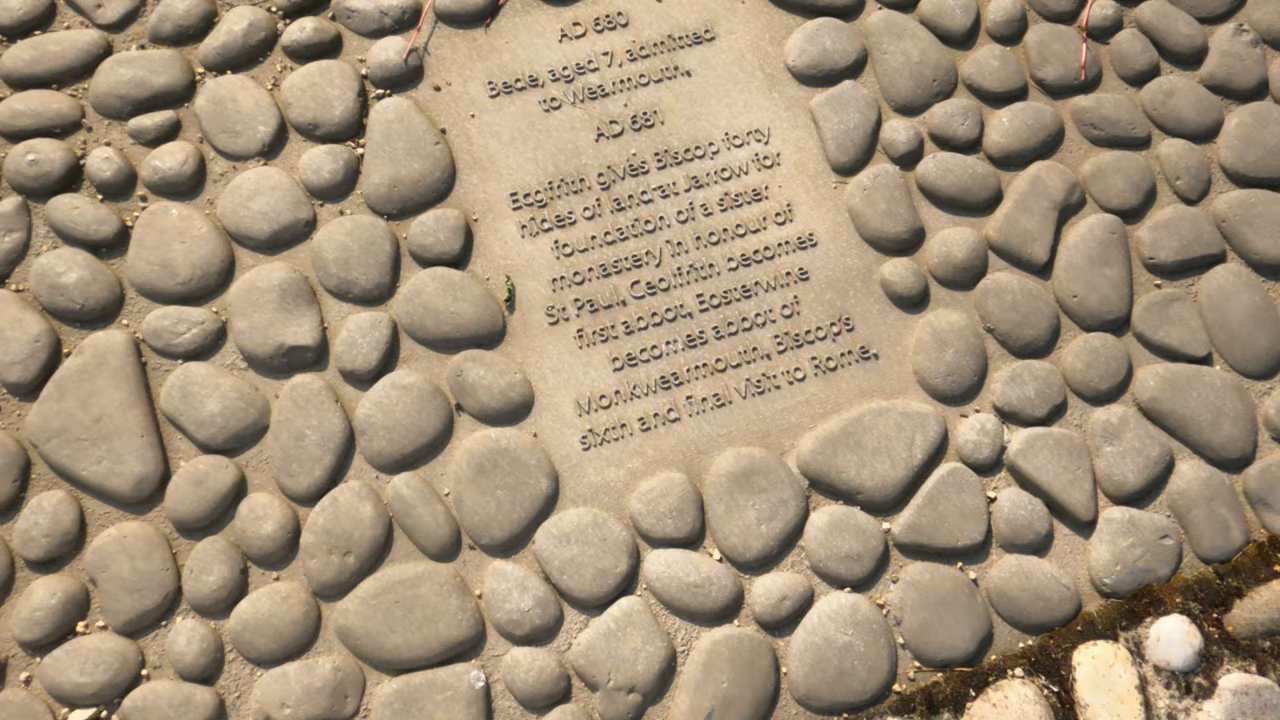 AD 680
Bede, aged 7, admitted
to Wearmouth.
AD 681
Ecgfrith gives Biscop forty
hides of land at Jarrow for
foundation of a sister
monastery in honour of
St Paul. Ceolfrith becomes
first abbot, Eosterwine
becomes abbot of
Monkwearmouth, Biscop's
sixth and final visit to Rome.